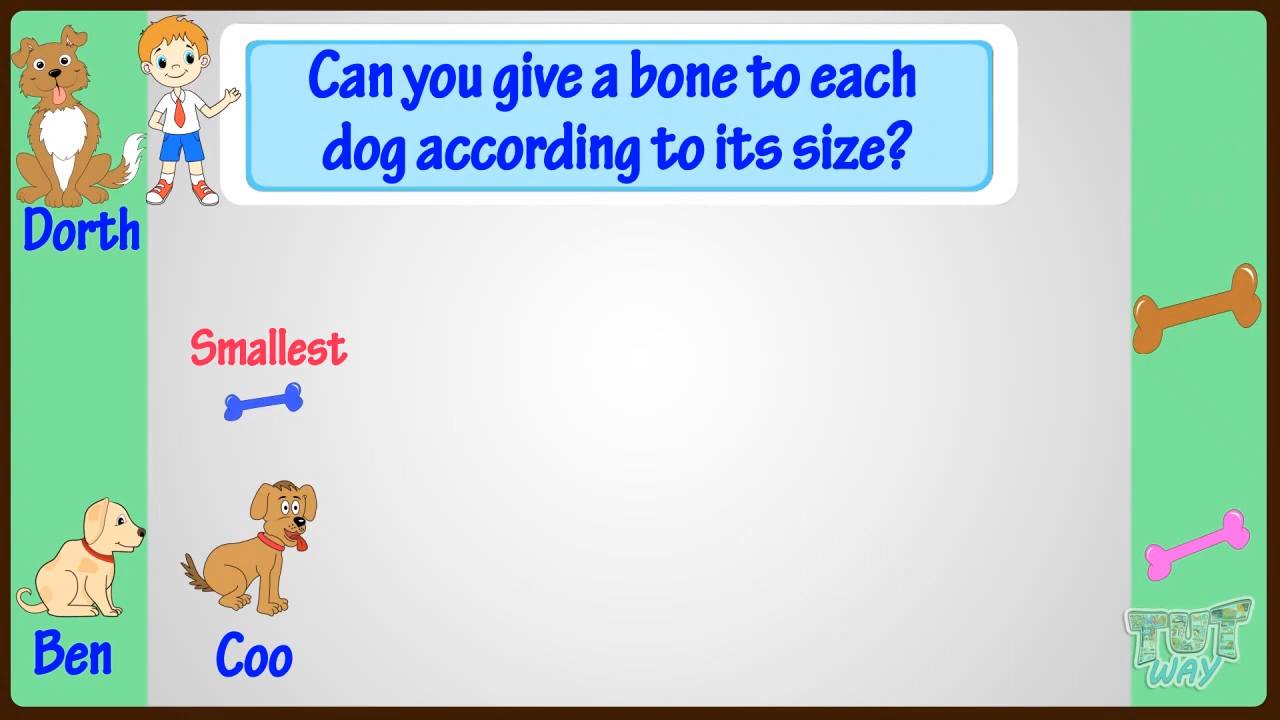 Can you give a bone to each
dog according to its size?
Dorth
Smallest
Ben
Coo
TUT
WAY